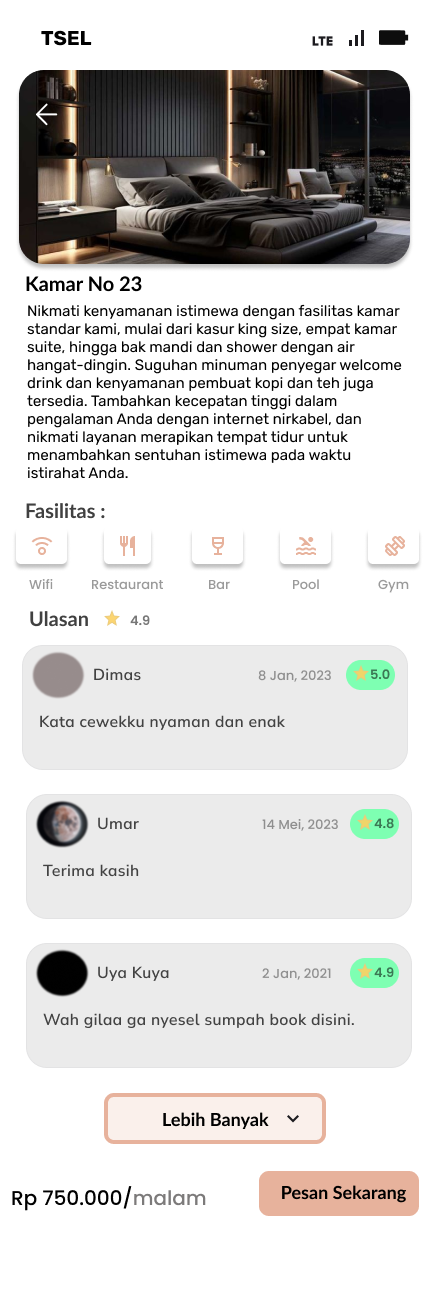 TSEL LTE
Kamar No 23
Nikmati kenyamanan istimewa dengan fasilitas kamar
standar kami, mulai dari kasur king size, empat kamar
suite, hingga bak mandi dan shower dengan air
hangat-dingin. Suguhan minuman penyegar welcome
drink dan kenyamanan pembuat kopi dan teh juga
tersedia. Tambahkan kecepatan tinggi dalam
pengalaman Anda dengan internet nirkabel, dan
nikmati layanan merapikan tempat tidur untuk
menambahkan sentuhan istimewa pada waktu
istirahat Anda.
Fasilitas :
Wifi Restaurant Bar Pool Gym
Ulasan 4.9
Dimas 8 Jan, 2023 5.0
Kata cewekku nyaman dan enak
Umar 14 Mei, 2023 4.8
Terima kasih
Uya Kuya 2 Jan, 2021 4.9
Wah gilaa ga nyesel sumpah book disini.
Lebih Banyak
Rp 750.000/malam Pesan Sekarang